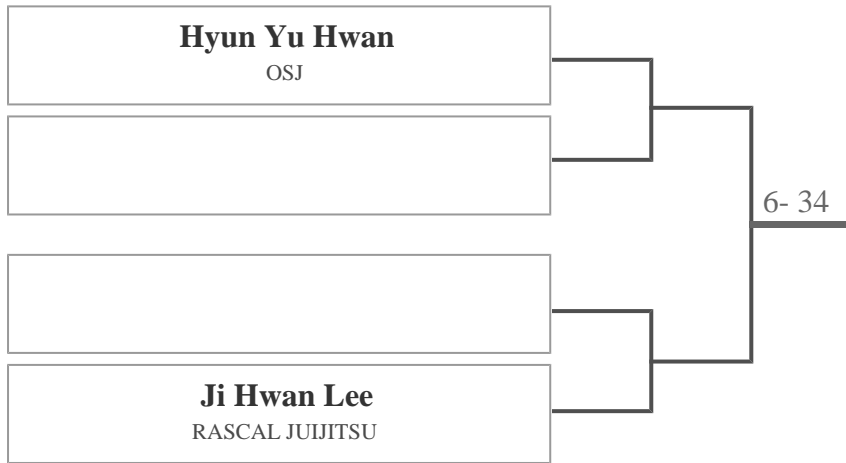 Hyun Yu Hwan
OSJ
6- 34
Ji Hwan Lee
RASCAL JUIJITSU